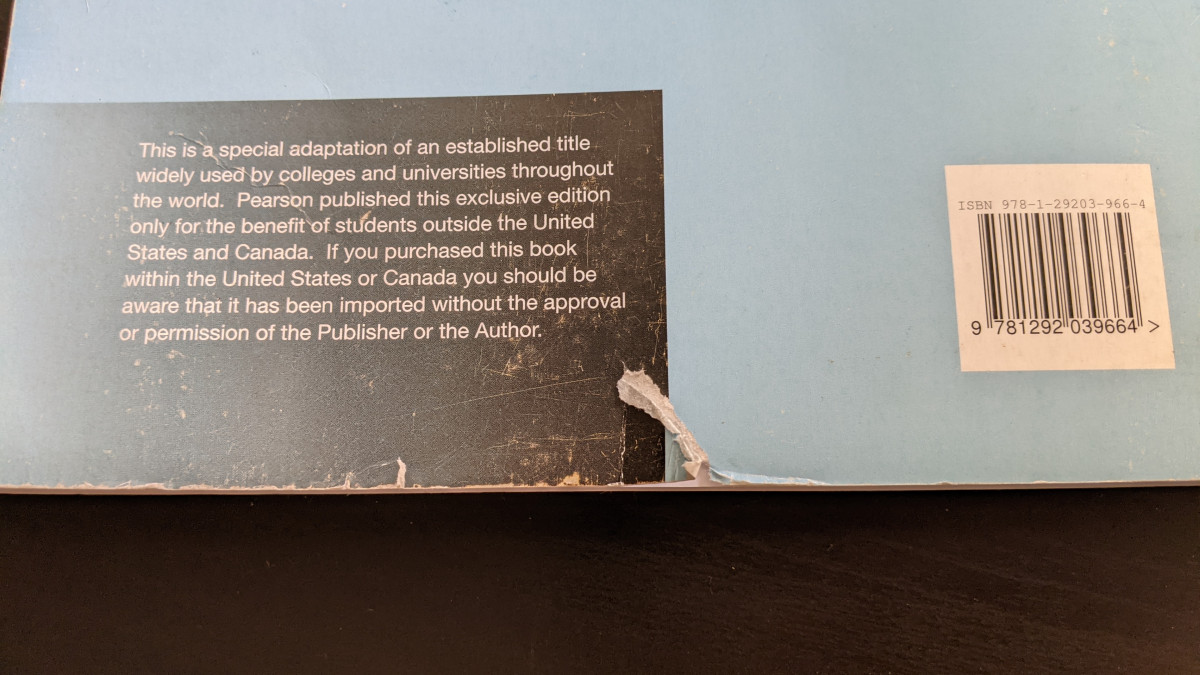 This is a special adaptation of an established title
widely used by colleges and universities throughout
the world. Pearson published this exclusive edition
only for the benefit of students outside the United
States and Canada. If you purchased this book
within the United States or Canada you should be
aware that it has been imported without the approval
or permission of the Publisher or the Author.
ISBN 978-1-29203-966-4
9 781292 039664 >